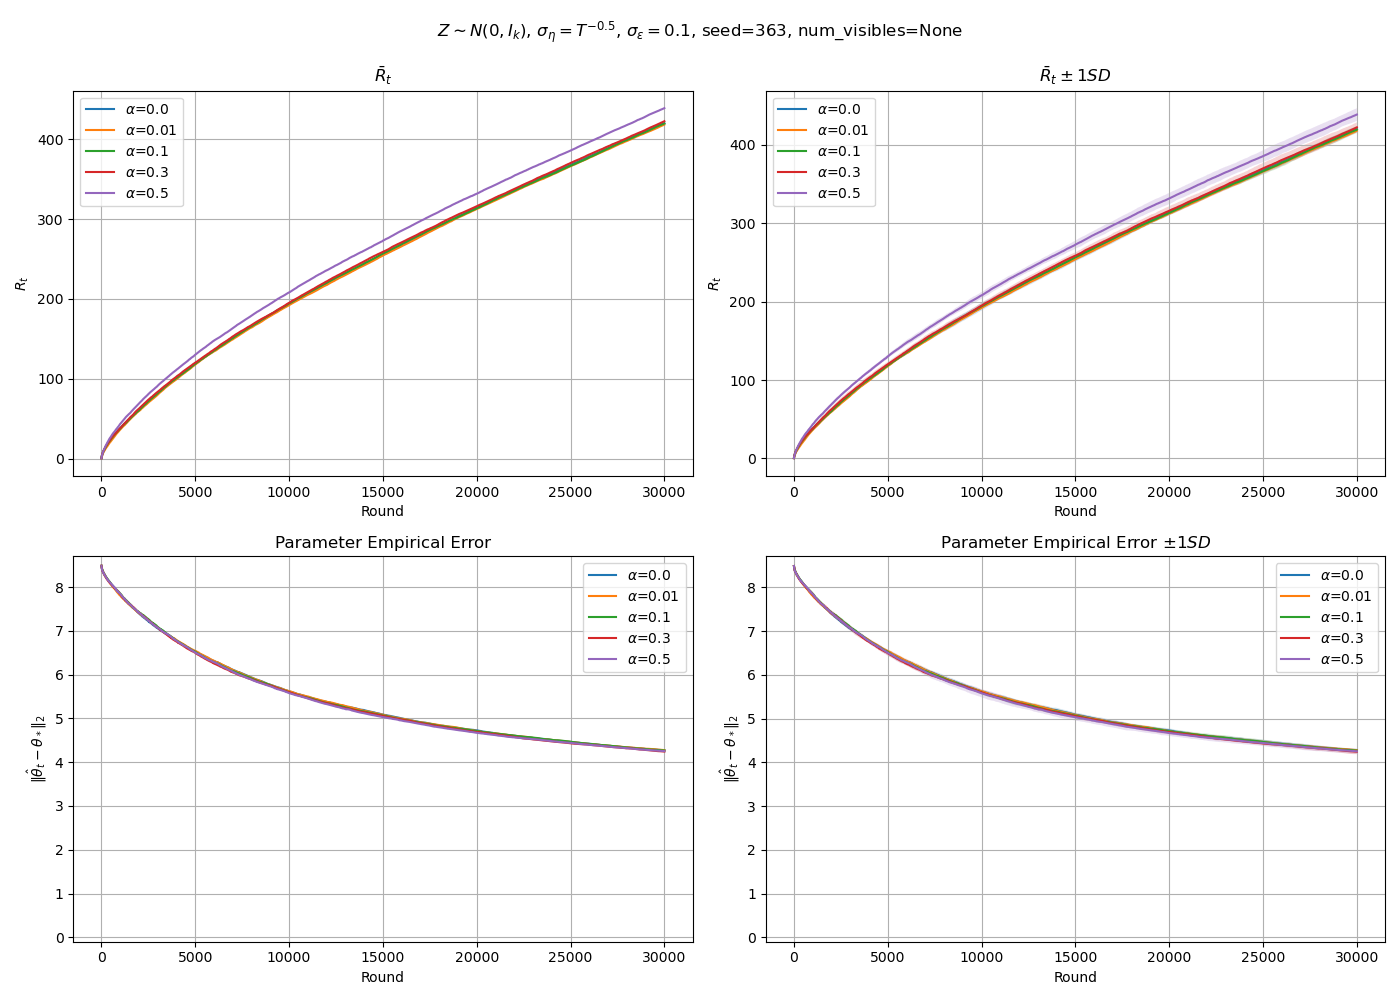 Z ∼ N(0, I_k), σ_η = T^{−0.5}, σ_ε = 0.1, seed=363, num_visibles=None
R̄_t
R_t
400
300
200
100
0
α=0.0
α=0.01
α=0.1
α=0.3
α=0.5
0 5000 10000 15000 20000 25000 30000
Round
R̄_t ± 1SD
R_t
400
300
200
100
0
α=0.0
α=0.01
α=0.1
α=0.3
α=0.5
0 5000 10000 15000 20000 25000 30000
Round
Parameter Empirical Error
‖θ̂_t − θ_*‖_2
8
7
6
5
4
3
2
1
0
α=0.0
α=0.01
α=0.1
α=0.3
α=0.5
0 5000 10000 15000 20000 25000 30000
Round
Parameter Empirical Error ±1SD
‖θ̂_t − θ_*‖_2
8
7
6
5
4
3
2
1
0
α=0.0
α=0.01
α=0.1
α=0.3
α=0.5
0 5000 10000 15000 20000 25000 30000
Round